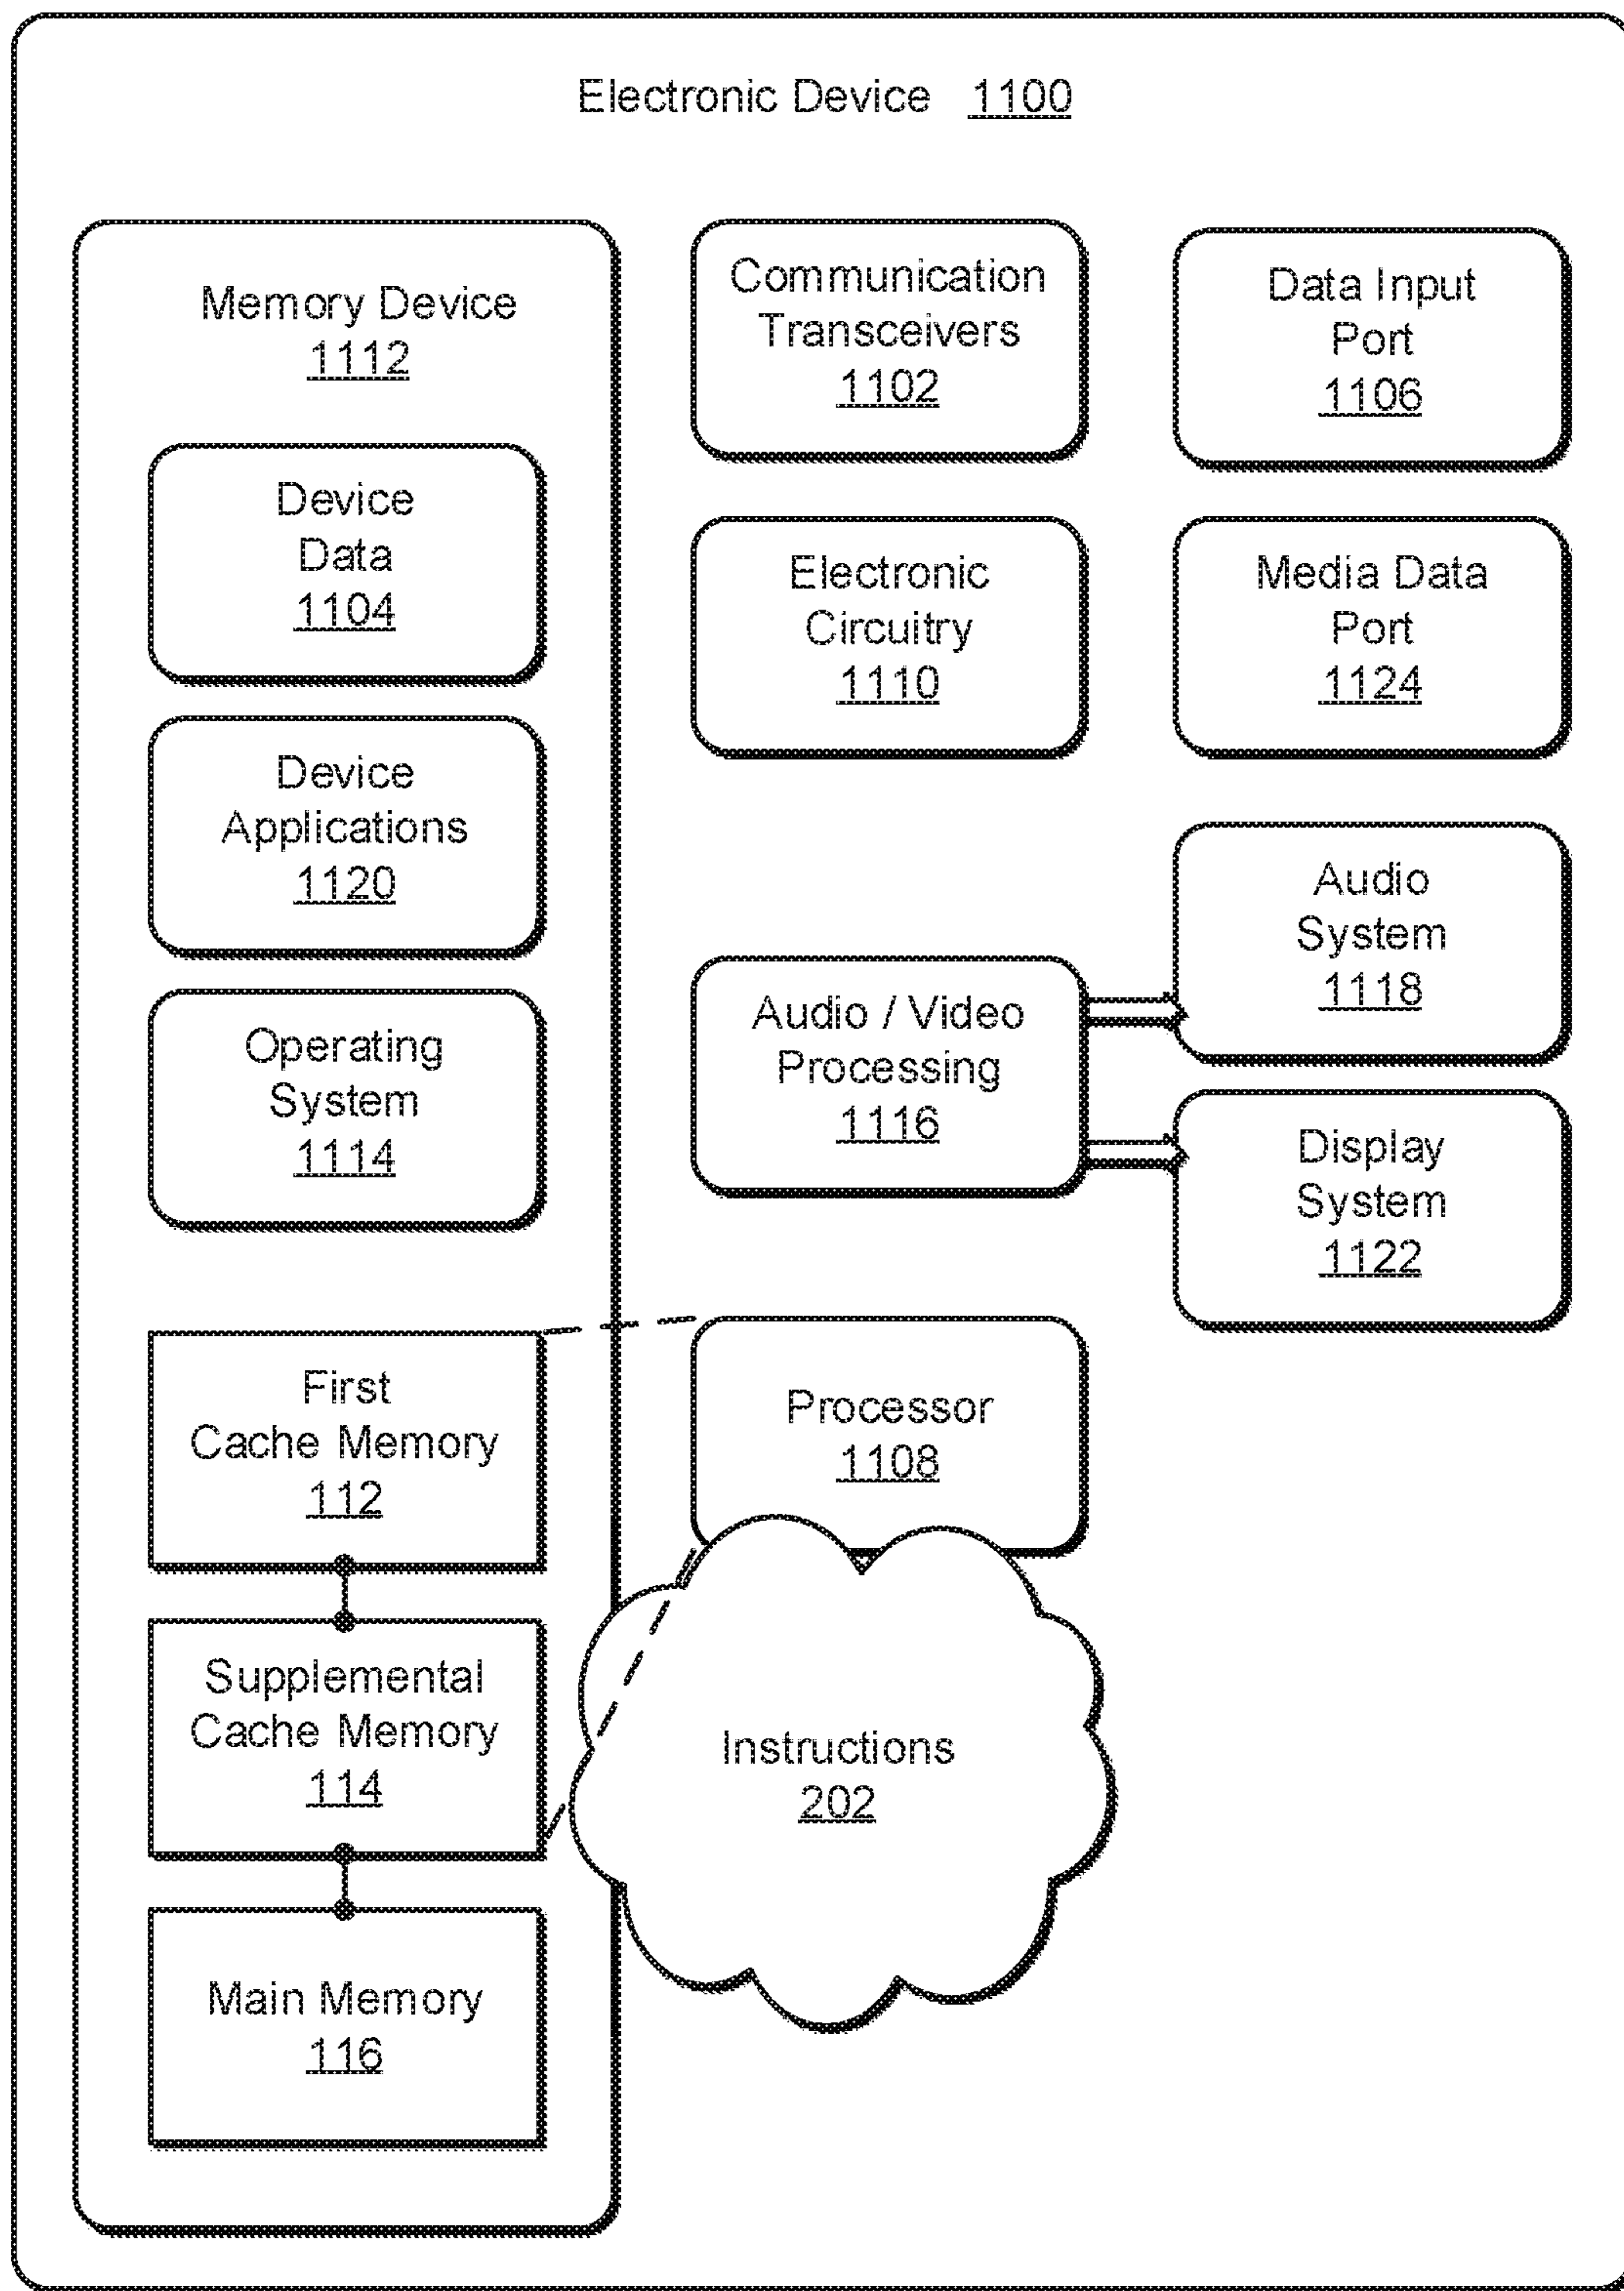 Electronic Device 1100
Memory Device
1112
Device
Data
1104
Device
Applications
1120
Operating
System
1114
First
Cache Memory
112
Supplemental
Cache Memory
114
Main Memory
116
Communication
Transceivers
1102
Electronic
Circuitry
1110
Audio / Video
Processing
1116
Processor
1108
Instructions
202
Data Input
Port
1106
Media Data
Port
1124
Audio
System
1118
Display
System
1122